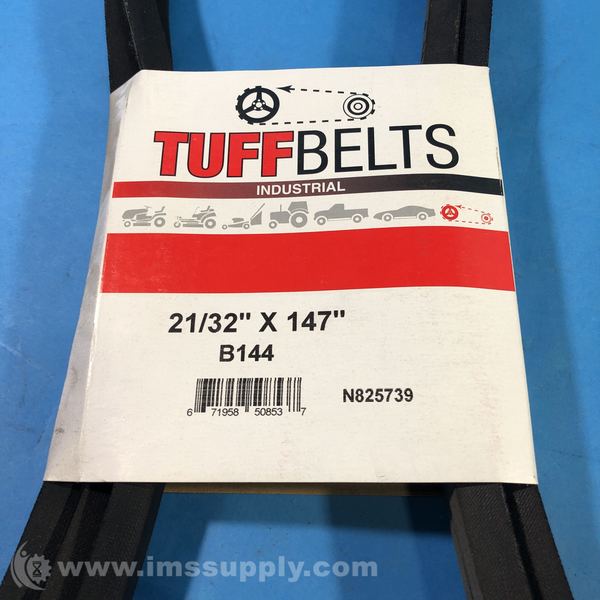 TUFFBELTS
INDUSTRIAL
21/32" X 147"
B144
N825739
6 71958 50853 7
www.imssupply.com